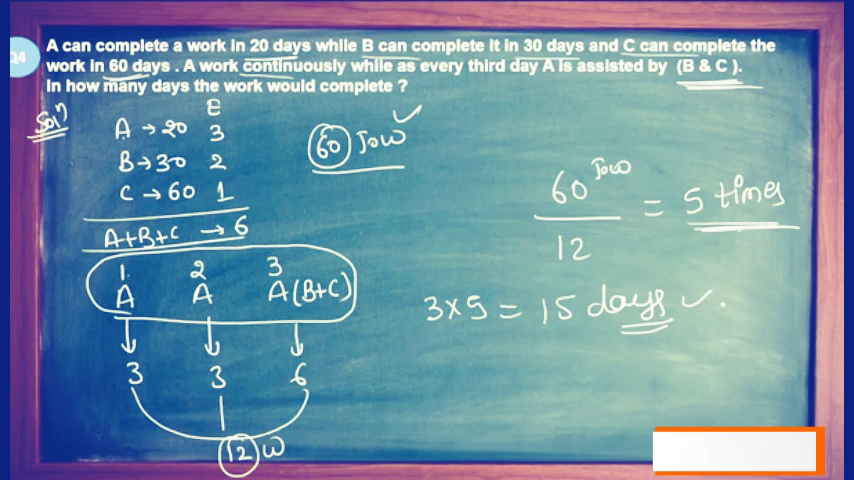 Q4
A can complete a work in 20 days while B can complete it in 30 days and C can complete the
work in 60 days . A work continuously while as every third day A is assisted by (B & C ).
In how many days the work would complete ?
Sol)
E
A → 20 3
B → 30 2
C → 60 1
A+B+C → 6
60
60
12
= 5 times
3 x 5 = 15 days ✓.
1 2 3
A A A (B+C)
3 3 6
12 W